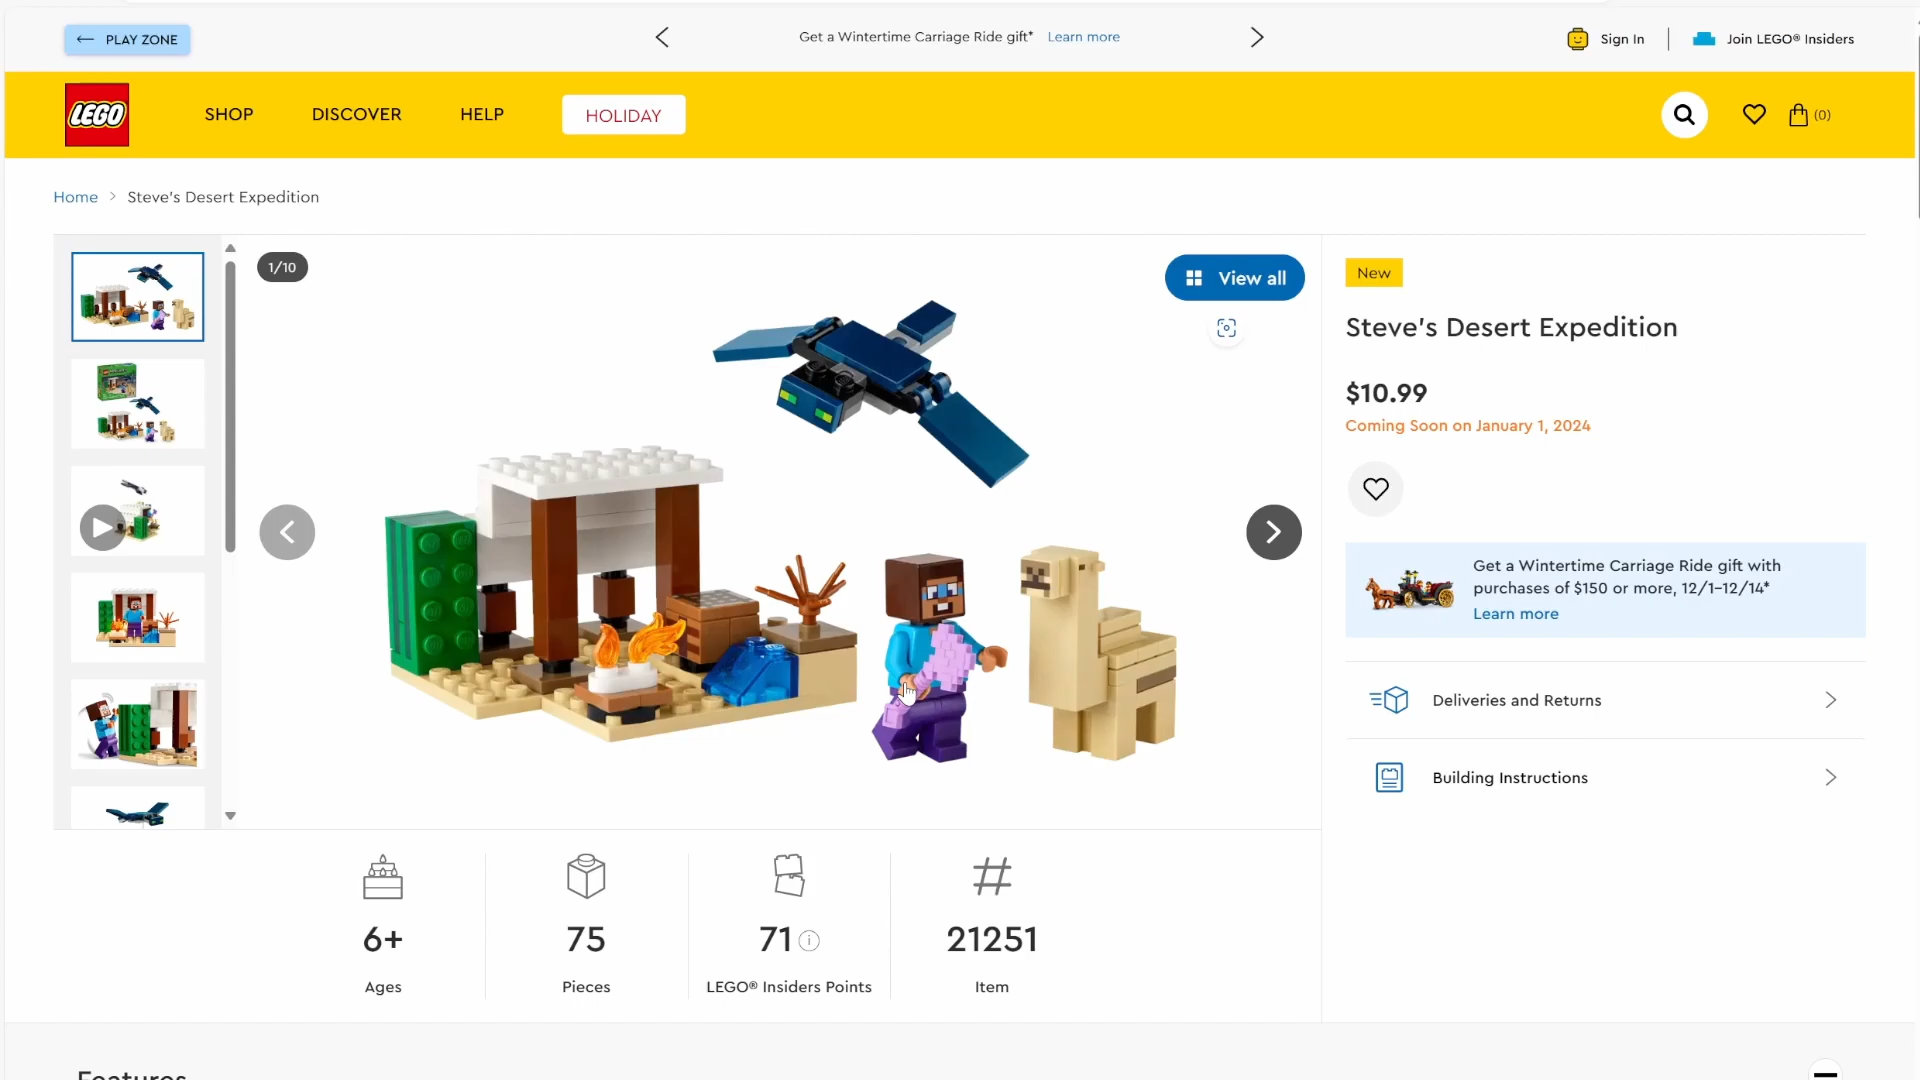 PLAY ZONE
Get a Wintertime Carriage Ride gift* Learn more
Sign In
Join LEGO® Insiders
LEGO
SHOP
DISCOVER
HELP
HOLIDAY
(0)
Home > Steve's Desert Expedition
1/10
View all
New
Steve's Desert Expedition
$10.99
Coming Soon on January 1, 2024
Get a Wintertime Carriage Ride gift with
purchases of $150 or more, 12/1-12/14*
Learn more
Deliveries and Returns
Building Instructions
6+
Ages
75
Pieces
71
LEGO® Insiders Points
#
21251
Item
Features